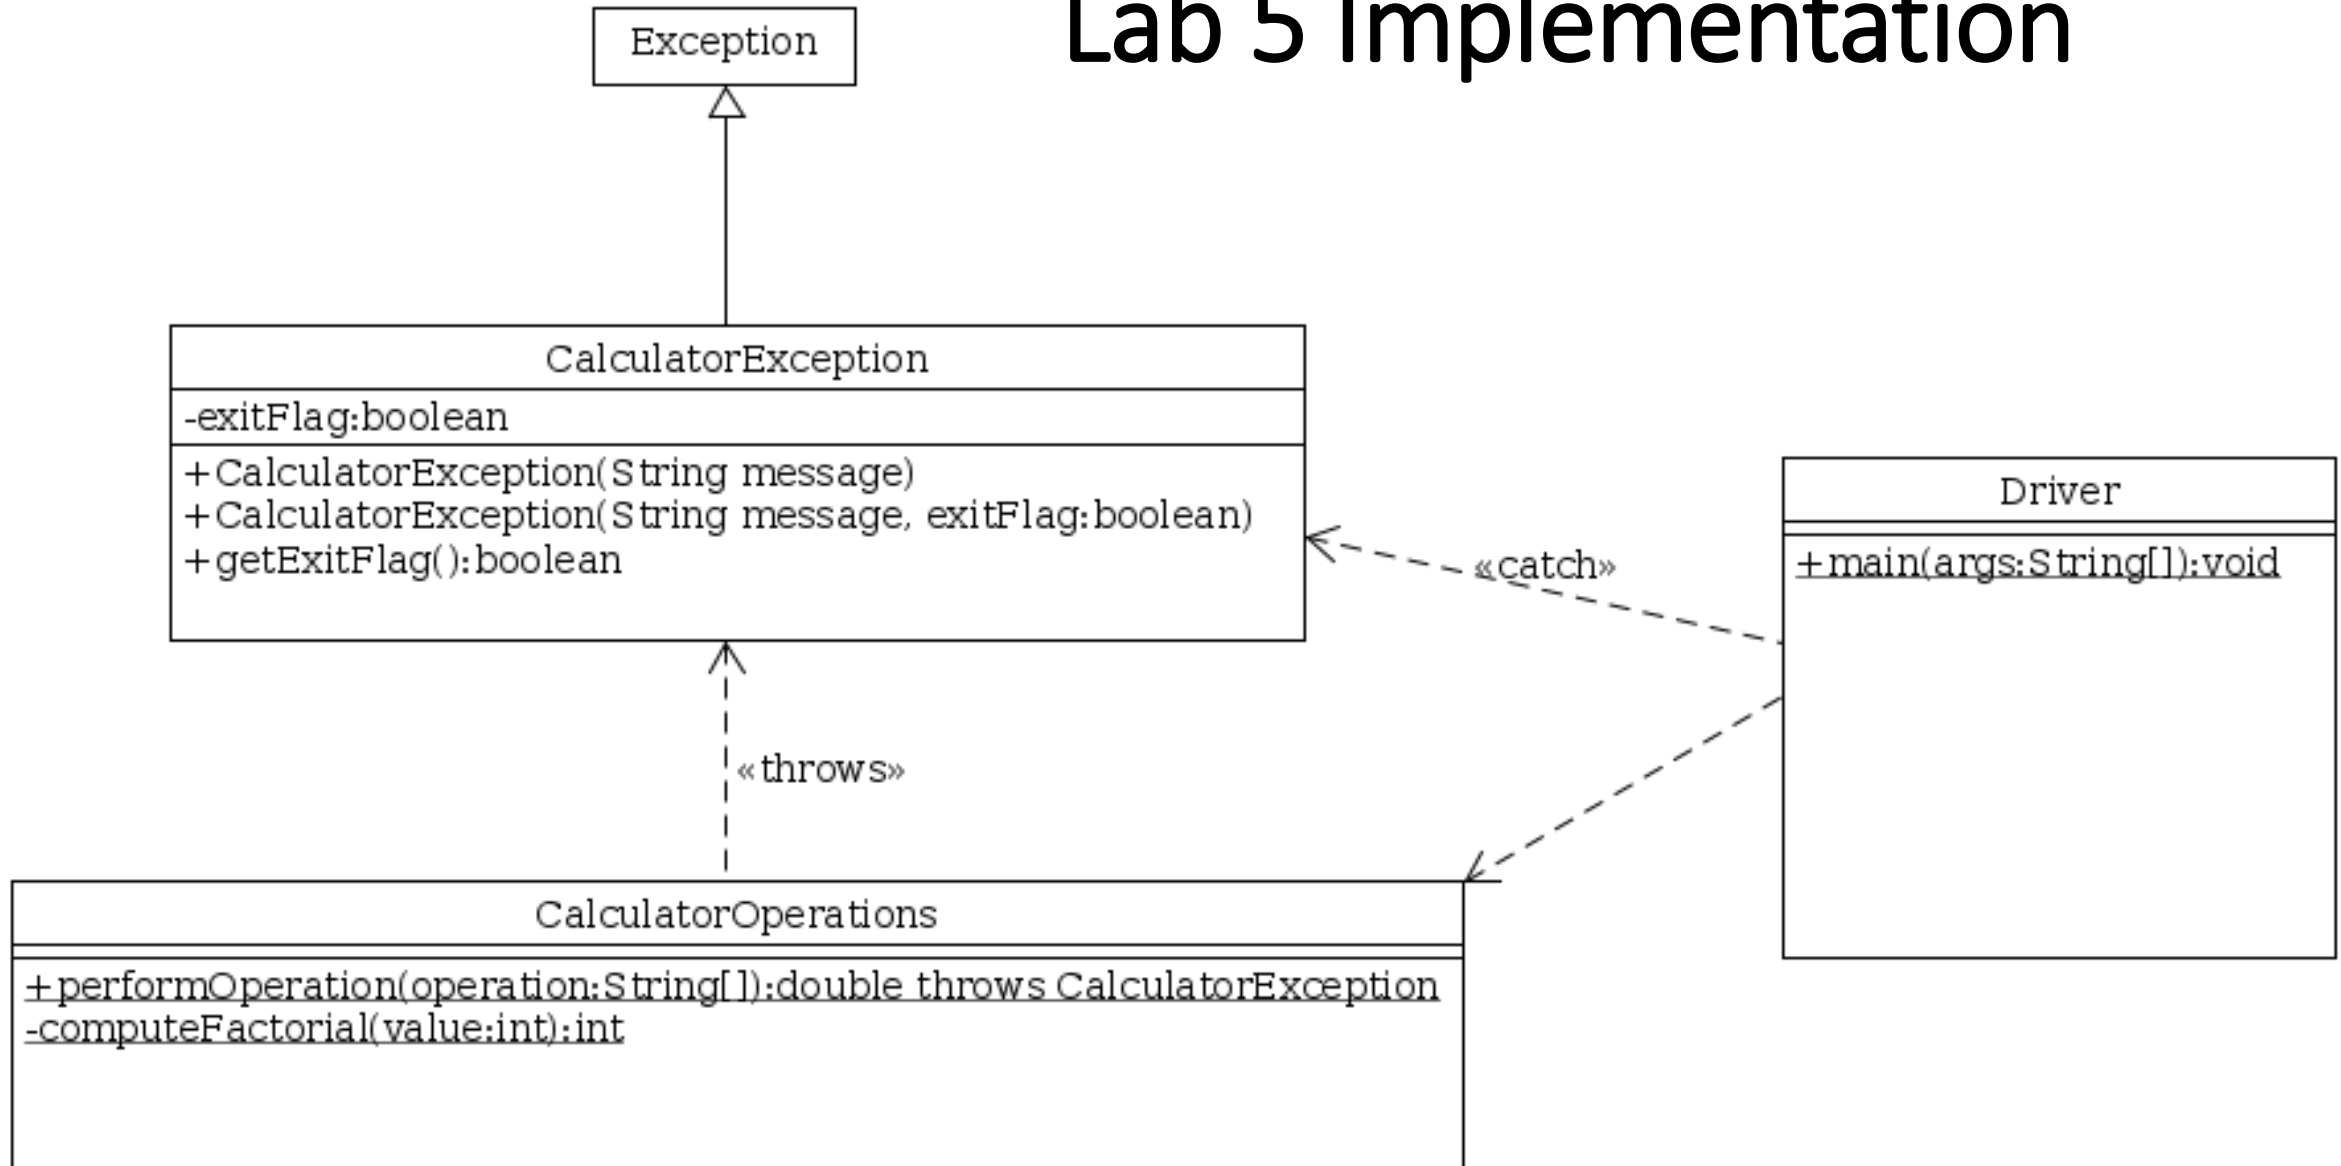 Lab 5 Implementation
Exception
CalculatorException
-exitFlag:boolean
+CalculatorException(String message)
+CalculatorException(String message, exitFlag:boolean)
+getExitFlag():boolean
Driver
+main(args:String[]):void
«catch»
«throws»
CalculatorOperations
+performOperation(operation:String[]):double throws CalculatorException
-computeFactorial(value:int):int